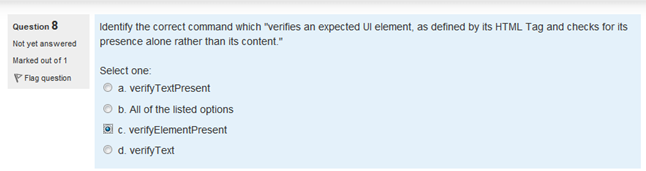 Question 8
Not yet answered
Marked out of 1
Flag question
Identify the correct command which "verifies an expected UI element, as defined by its HTML Tag and checks for its
presence alone rather than its content."
Select one:
a. verifyTextPresent
b. All of the listed options
c. verifyElementPresent
d. verifyText